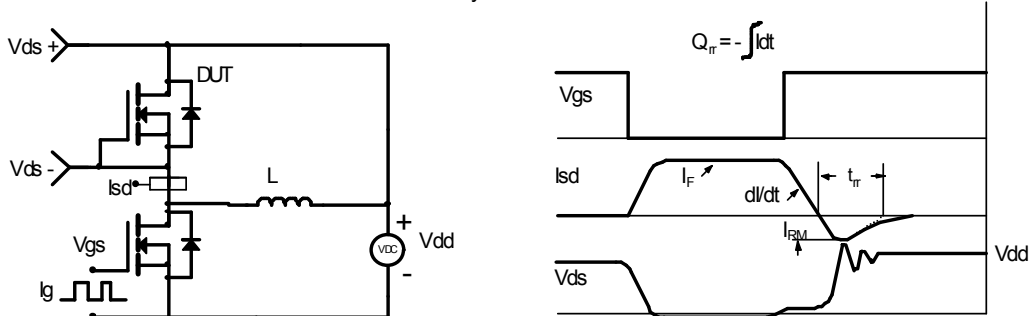 Vds +
DUT
Vds -
Isd
L
Vgs
Ig
VDC
+
-
Vdd
Qrr = - ∫Idt
Vgs
Isd
IF
dI/dt
trr
IRM
Vds
Vdd